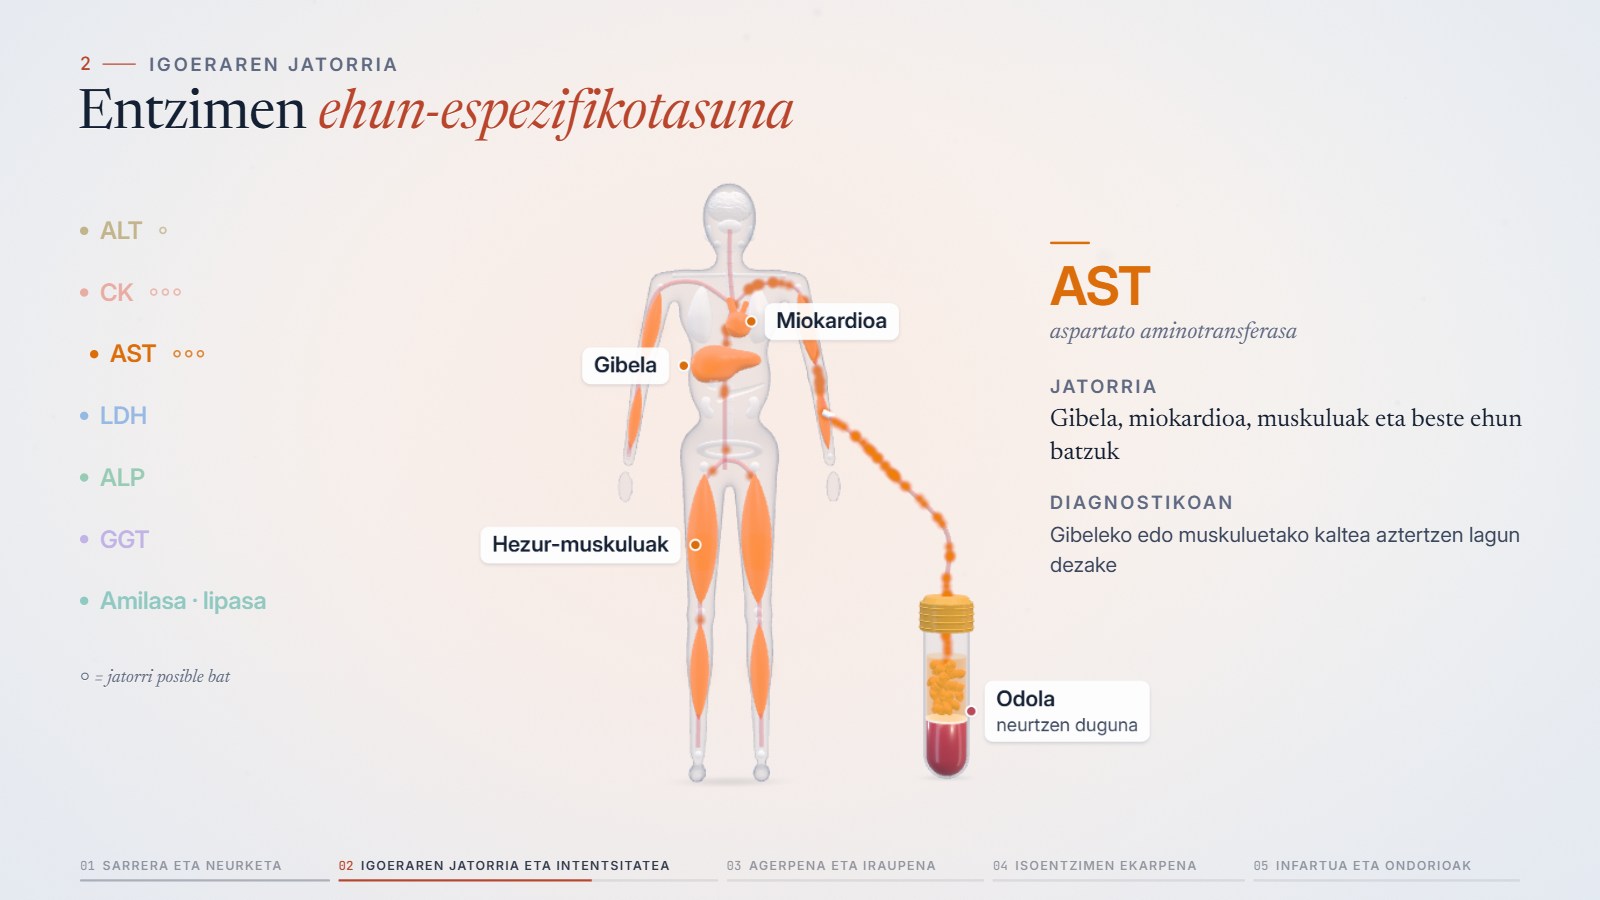 2 — IGOERAREN JATORRIA
Entzimen ehun-espezifikotasuna
• ALT ○
• CK ○○○
• AST ○○○
• LDH
• ALP
• GGT
• Amilasa · lipasa
○ = jatorri posible bat
Miokardioa
Gibela
Hezur-muskuluak
Odola
neurtzen duguna
AST
aspartato aminotransferasa
JATORRIA
Gibela, miokardioa, muskuluak eta beste ehun
batzuk
DIAGNOSTIKOAN
Gibeleko edo muskuluetako kaltea aztertzen lagun
dezake
01 SARRERA ETA NEURKETA
02 IGOERAREN JATORRIA ETA INTENTSITATEA
03 AGERPENA ETA IRAUPENA
04 ISOENTZIMEN EKARPENA
05 INFARTUA ETA ONDORIOAK